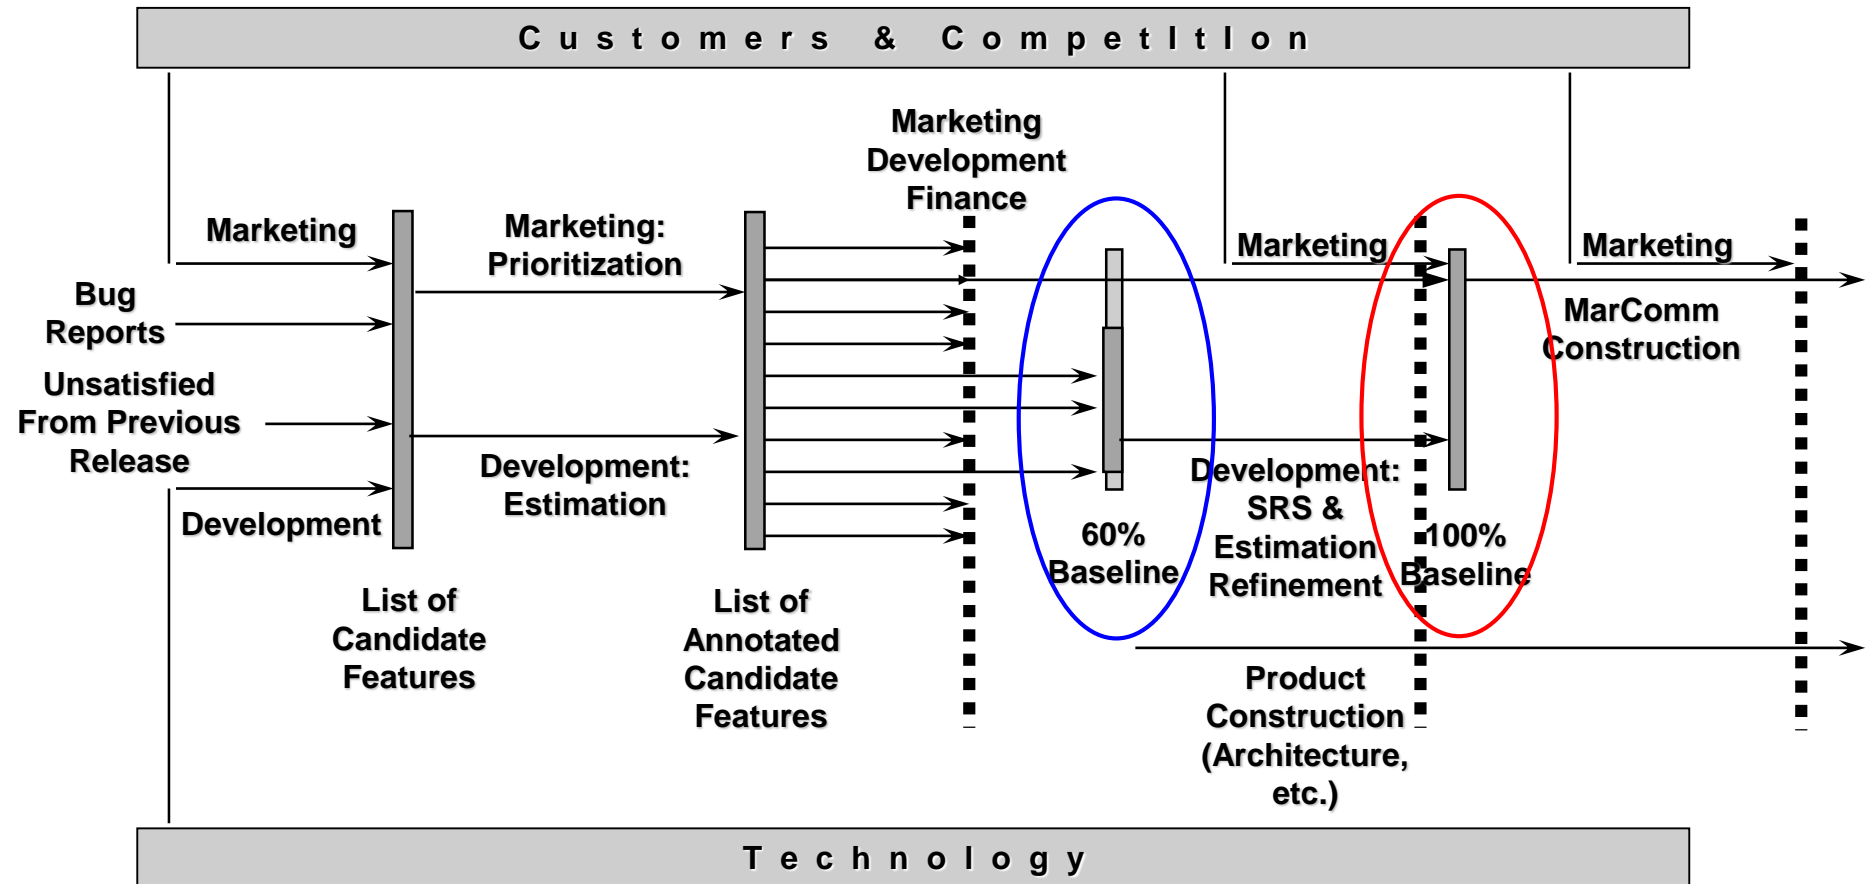 Customers & CompetItIon
Marketing
Development
Finance
Marketing
Marketing:
Prioritization
Marketing
Marketing
Bug
Reports
MarComm
Construction
Unsatisfied
From Previous
Release
Development
Development:
Estimation
Development:
SRS &
Estimation
Refinement
60%
Baseline
100%
Baseline
List of
Candidate
Features
List of
Annotated
Candidate
Features
Product
Construction
(Architecture,
etc.)
Technology